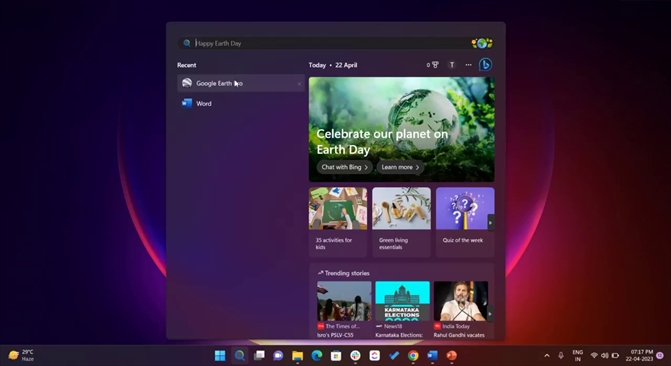 Happy Earth Day
Recent
Today • 22 April
0
T
Google Earth Pro
Word
Celebrate our planet on
Earth Day
Chat with Bing >
Learn more >
35 activities for
kids
Green living
essentials
Quiz of the week
Trending stories
KARNATAKA
ELECTIONS
The Times of...
News18
India Today
Isro's PSLV-C55
Karnataka Elections
Rahul Gandhi vacates
29°C
Haze
ENG
IN
07:17 PM
22-04-2023